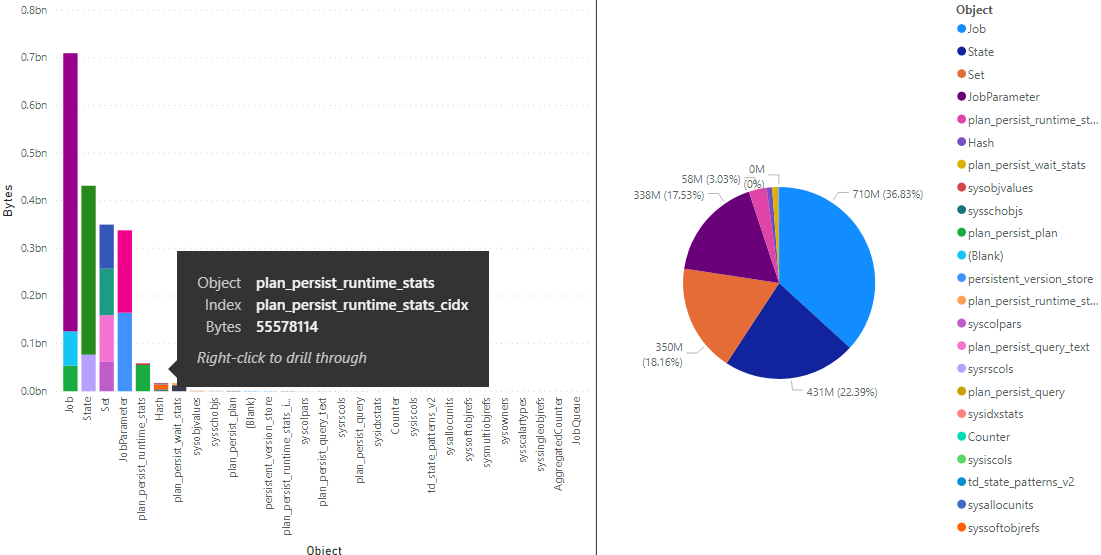 0.8bn
0.7bn
0.6bn
0.5bn
0.4bn
0.3bn
0.2bn
0.1bn
0.0bn
Bytes
Object plan_persist_runtime_stats
Index plan_persist_runtime_stats_cidx
Bytes 55578114
Right-click to drill through
Job
State
Set
JobParameter
plan_persist_runtime_stats
Hash
plan_persist_wait_stats
sysobjvalues
sysschobjs
plan_persist_plan
(Blank)
persistent_version_store
plan_persist_runtime_stats_i...
syscolpars
plan_persist_query_text
sysrscols
plan_persist_query
sysidxstats
Counter
sysiscols
td_state_patterns_v2
sysallocunits
syssoftobjrefs
sysmultiobjrefs
sysowners
sysscalartypes
syssingleobjrefs
AggregatedCounter
JobQueue
Object
0M
(0%)
58M (3.03%)
338M (17.53%)
710M (36.83%)
350M
(18.16%)
431M (22.39%)
Object
Job
State
Set
JobParameter
plan_persist_runtime_st...
Hash
plan_persist_wait_stats
sysobjvalues
sysschobjs
plan_persist_plan
(Blank)
persistent_version_store
plan_persist_runtime_st...
syscolpars
plan_persist_query_text
sysrscols
plan_persist_query
sysidxstats
Counter
sysiscols
td_state_patterns_v2
sysallocunits
syssoftobjrefs